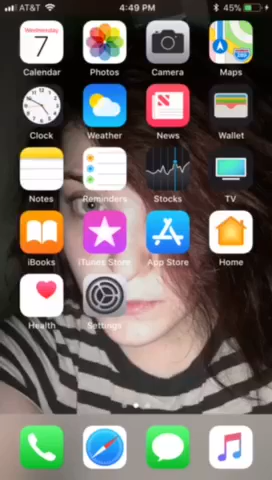 AT&T 4:49 PM 45%
Wednesday
7
Calendar Photos Camera Maps
Clock Weather News Wallet
Notes Reminders Stocks TV
iBooks iTunes Store App Store Home
Health Settings